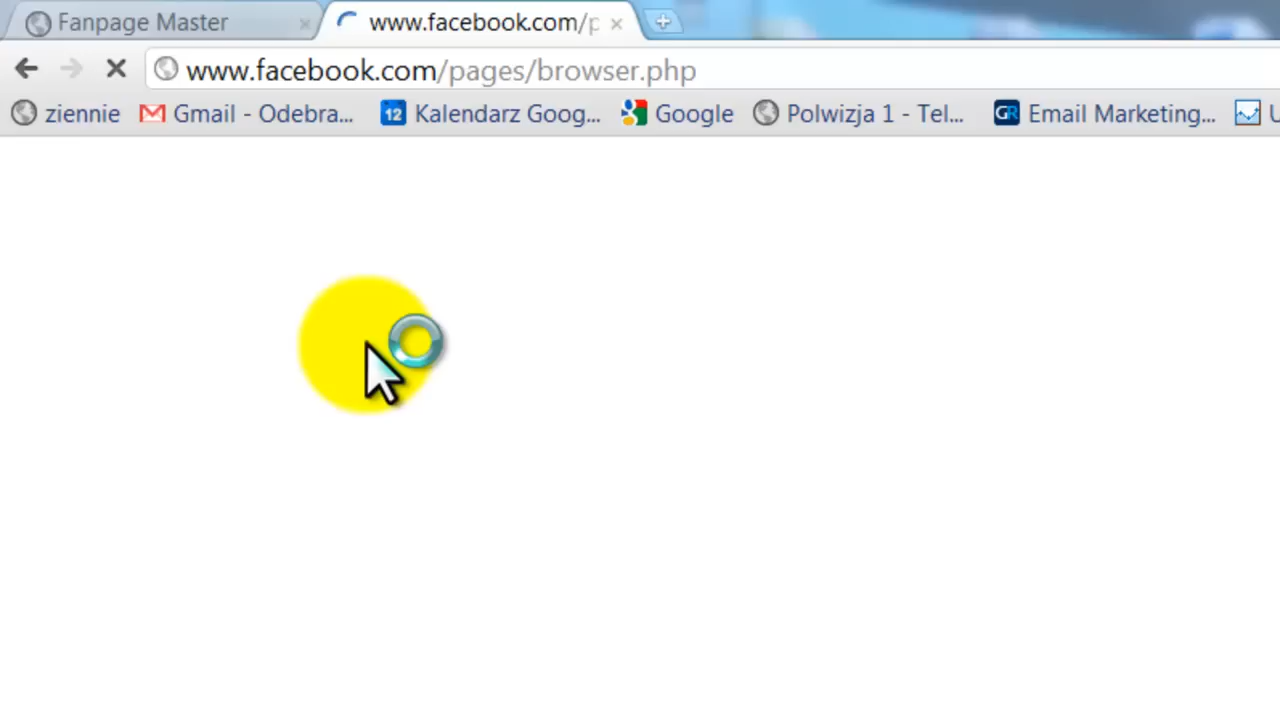 Fanpage Master www.facebook.com/p
www.facebook.com/pages/browser.php
ziennie Gmail - Odebra... 12 Kalendarz Goog... Google Polwizja 1 - Tel... GR Email Marketing... U